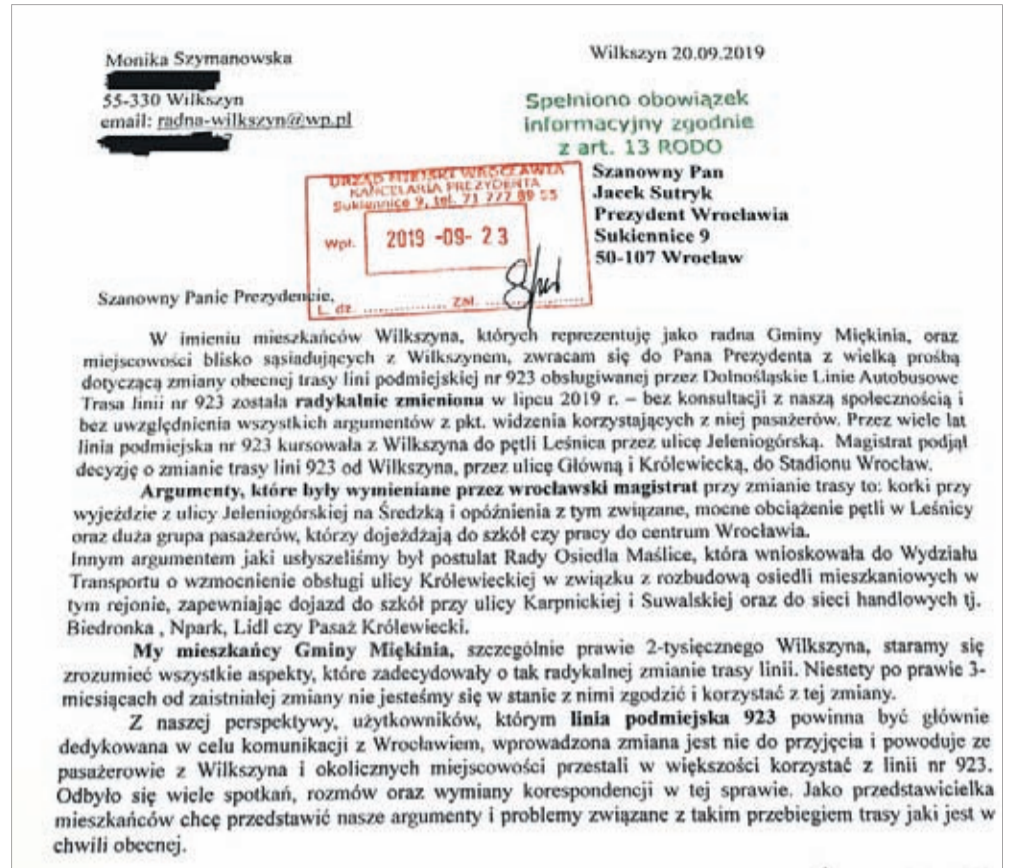 Monika Szymanowska
Wilkszyn 20.09.2019
55-330 Wilkszyn
email: radna-wilkszyn@wp.pl
Spełniono obowiązek
informacyjny zgodnie
z art. 13 RODO
URZĄD MIEJSKI WROCŁAWIA
KANCELARIA PREZYDENTA
Sukiennice 9, tel. 71 777 89 55
Wpł. 2019 -09- 23
L. dz. .................. Zał. ..................
Szanowny Pan
Jacek Sutryk
Prezydent Wrocławia
Sukiennice 9
50-107 Wrocław
Szanowny Panie Prezydencie,
W imieniu mieszkańców Wilkszyna, których reprezentuję jako radna Gminy Miękinia, oraz
miejscowości blisko sąsiadujących z Wilkszynem, zwracam się do Pana Prezydenta z wielką prośbą
dotyczącą zmiany obecnej trasy lini podmiejskiej nr 923 obsługiwanej przez Dolnośląskie Linie Autobusowe
Trasa linii nr 923 została radykalnie zmieniona w lipcu 2019 r. – bez konsultacji z naszą społecznością i
bez uwzględnienia wszystkich argumentów z pkt. widzenia korzystających z niej pasażerów. Przez wiele lat
linia podmiejska nr 923 kursowała z Wilkszyna do pętli Leśnica przez ulicę Jeleniogórską. Magistrat podjął
decyzję o zmianie trasy lini 923 od Wilkszyna, przez ulicę Główną i Królewiecką, do Stadionu Wrocław.
Argumenty, które były wymieniane przez wrocławski magistrat przy zmianie trasy to: korki przy
wyjeździe z ulicy Jeleniogórskiej na Średzką i opóźnienia z tym związane, mocne obciążenie pętli w Leśnicy
oraz duża grupa pasażerów, którzy dojeżdżają do szkół czy pracy do centrum Wrocławia.
Innym argumentem jaki usłyszeliśmy był postulat Rady Osiedla Maślice, która wnioskowała do Wydziału
Transportu o wzmocnienie obsługi ulicy Królewieckiej w związku z rozbudową osiedli mieszkaniowych w
tym rejonie, zapewniając dojazd do szkół przy ulicy Karpnickiej i Suwalskiej oraz do sieci handlowych tj.
Biedronka , Npark, Lidl czy Pasaż Królewiecki.
My mieszkańcy Gminy Miękinia, szczególnie prawie 2-tysięcznego Wilkszyna, staramy się
zrozumieć wszystkie aspekty, które zadecydowały o tak radykalnej zmianie trasy linii. Niestety po prawie 3-
miesiącach od zaistniałej zmiany nie jesteśmy się w stanie z nimi zgodzić i korzystać z tej zmiany.
Z naszej perspektywy, użytkowników, którym linia podmiejska 923 powinna być głównie
dedykowana w celu komunikacji z Wrocławiem, wprowadzona zmiana jest nie do przyjęcia i powoduje ze
pasażerowie z Wilkszyna i okolicznych miejscowości przestali w większości korzystać z linii nr 923.
Odbyło się wiele spotkań, rozmów oraz wymiany korespondencji w tej sprawie. Jako przedstawicielka
mieszkańców chcę przedstawić nasze argumenty i problemy związane z takim przebiegiem trasy jaki jest w
chwili obecnej.